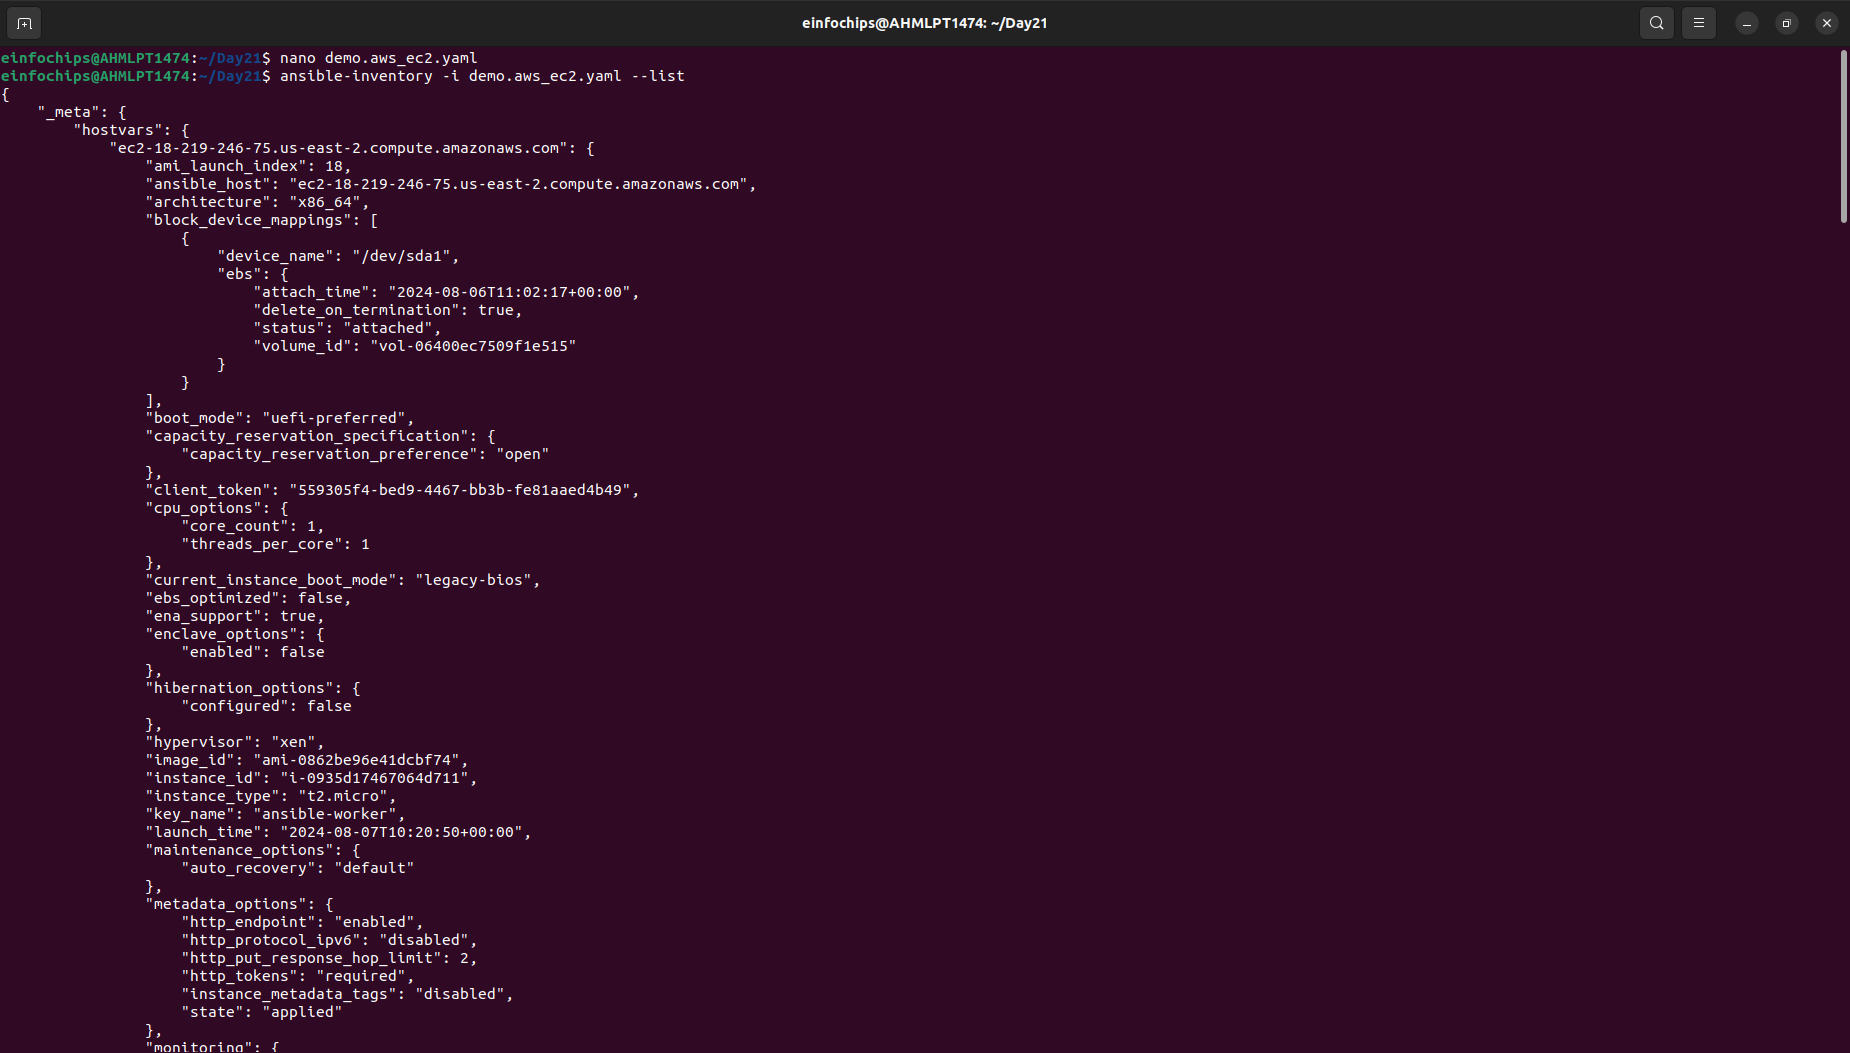 einfochips@AHMLPT1474: ~/Day21
einfochips@AHMLPT1474:~/Day21$ nano demo.aws_ec2.yaml
einfochips@AHMLPT1474:~/Day21$ ansible-inventory -i demo.aws_ec2.yaml --list
{
    "_meta": {
        "hostvars": {
            "ec2-18-219-246-75.us-east-2.compute.amazonaws.com": {
                "ami_launch_index": 18,
                "ansible_host": "ec2-18-219-246-75.us-east-2.compute.amazonaws.com",
                "architecture": "x86_64",
                "block_device_mappings": [
                    {
                        "device_name": "/dev/sda1",
                        "ebs": {
                            "attach_time": "2024-08-06T11:02:17+00:00",
                            "delete_on_termination": true,
                            "status": "attached",
                            "volume_id": "vol-06400ec7509f1e515"
                        }
                    }
                ],
                "boot_mode": "uefi-preferred",
                "capacity_reservation_specification": {
                    "capacity_reservation_preference": "open"
                },
                "client_token": "559305f4-bed9-4467-bb3b-fe81aaed4b49",
                "cpu_options": {
                    "core_count": 1,
                    "threads_per_core": 1
                },
                "current_instance_boot_mode": "legacy-bios",
                "ebs_optimized": false,
                "ena_support": true,
                "enclave_options": {
                    "enabled": false
                },
                "hibernation_options": {
                    "configured": false
                },
                "hypervisor": "xen",
                "image_id": "ami-0862be96e41dcbf74",
                "instance_id": "i-0935d17467064d711",
                "instance_type": "t2.micro",
                "key_name": "ansible-worker",
                "launch_time": "2024-08-07T10:20:50+00:00",
                "maintenance_options": {
                    "auto_recovery": "default"
                },
                "metadata_options": {
                    "http_endpoint": "enabled",
                    "http_protocol_ipv6": "disabled",
                    "http_put_response_hop_limit": 2,
                    "http_tokens": "required",
                    "instance_metadata_tags": "disabled",
                    "state": "applied"
                },
                "monitoring": {